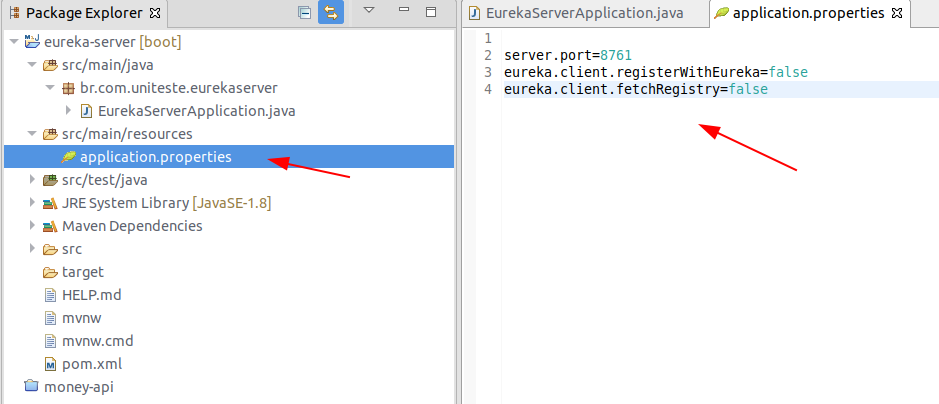 Package Explorer
eureka-server [boot]
src/main/java
br.com.uniteste.eurekaserver
EurekaServerApplication.java
src/main/resources
application.properties
src/test/java
JRE System Library [JavaSE-1.8]
Maven Dependencies
src
target
HELP.md
mvnw
mvnw.cmd
pom.xml
money-api
EurekaServerApplication.java
application.properties
1
2 server.port=8761
3 eureka.client.registerWithEureka=false
4 eureka.client.fetchRegistry=false